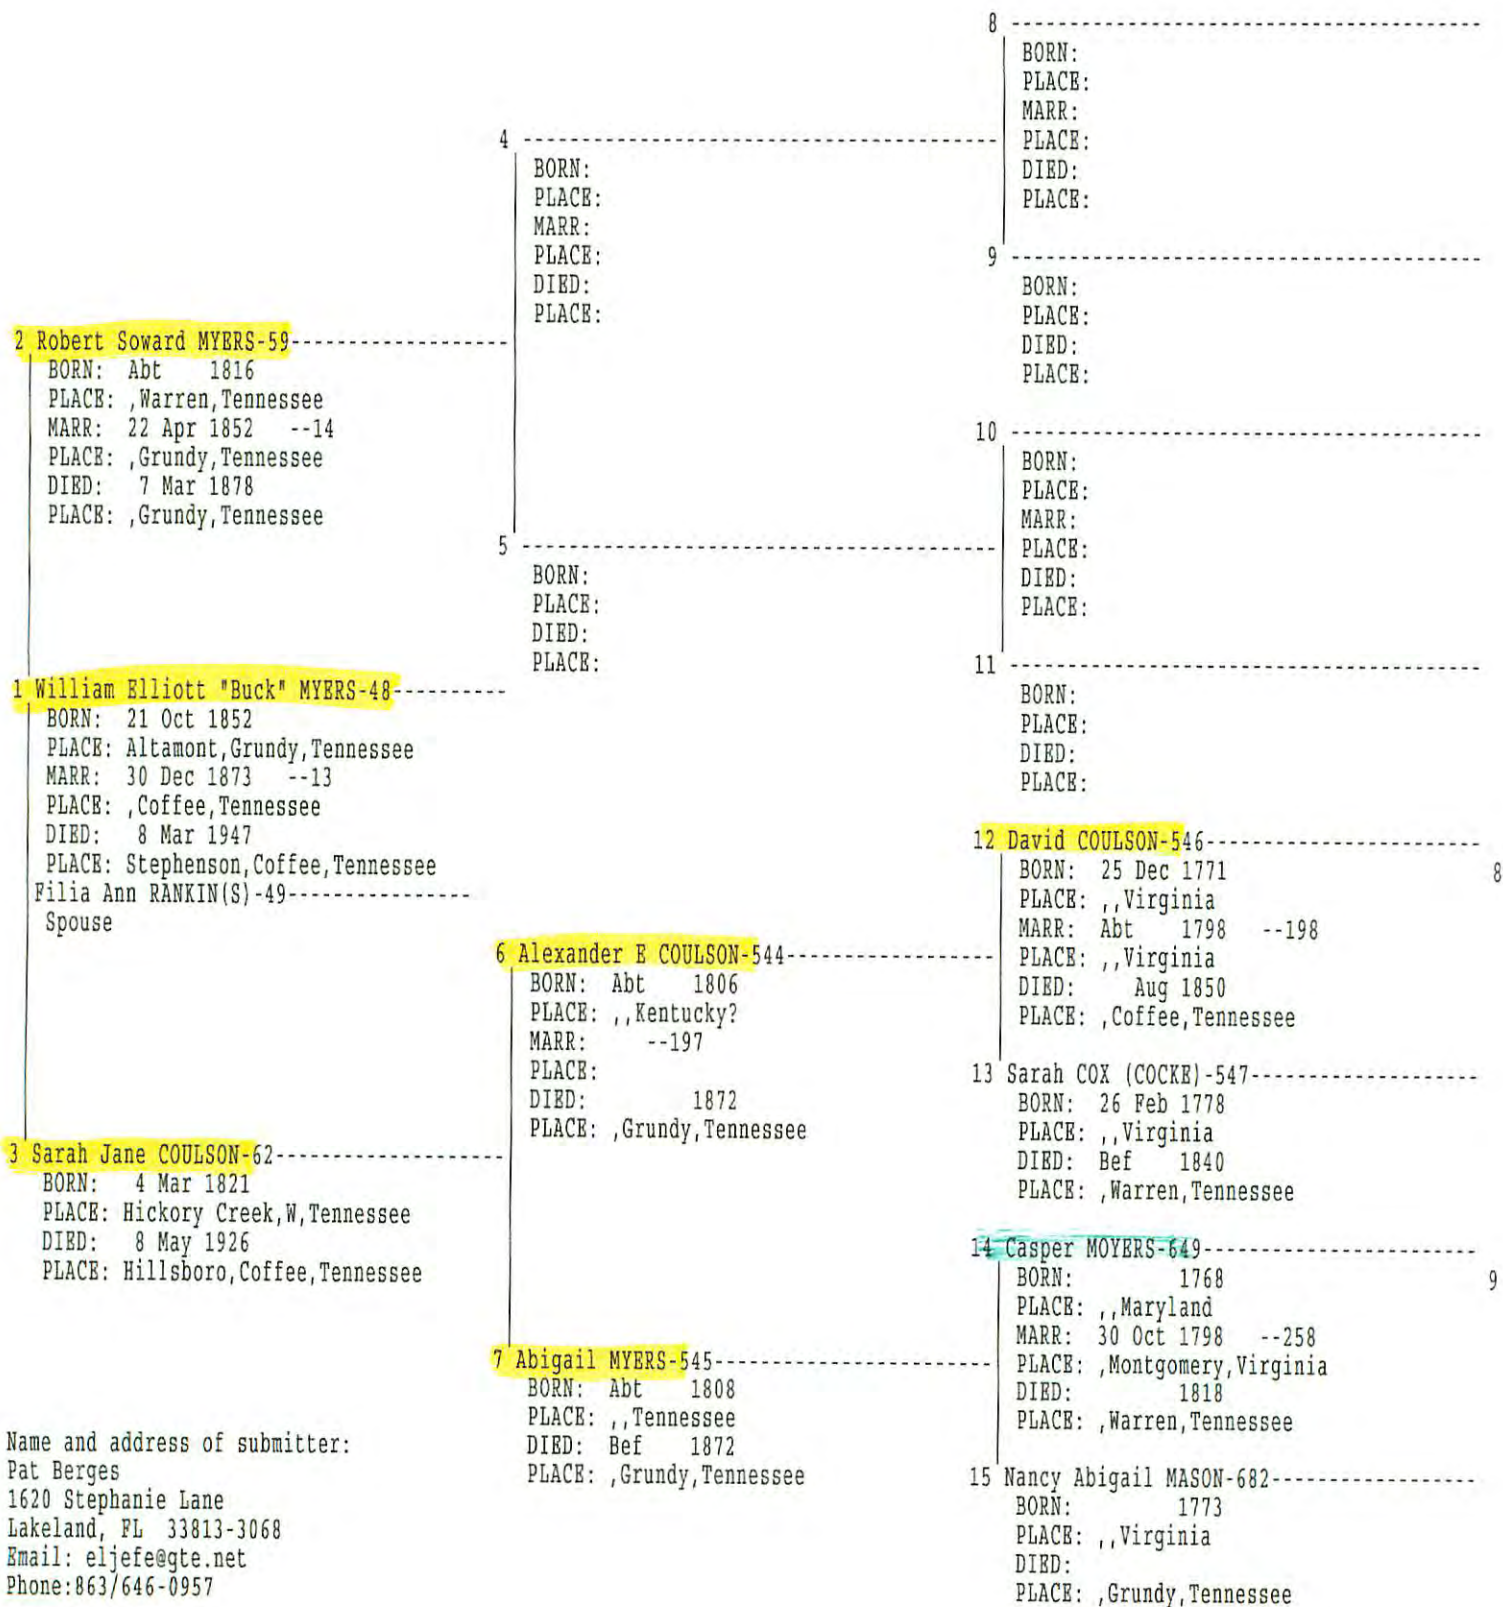 8 ----------------------------------------
BORN:
PLACE:
MARR:
PLACE:
DIED:
PLACE:
4 ----------------------------------------
BORN:
PLACE:
MARR:
PLACE:
DIED:
PLACE:
9 ----------------------------------------
BORN:
PLACE:
DIED:
PLACE:
2 Robert Soward MYERS-59------------------
BORN: Abt 1816
PLACE: ,Warren,Tennessee
MARR: 22 Apr 1852 --14
PLACE: ,Grundy,Tennessee
DIED: 7 Mar 1878
PLACE: ,Grundy,Tennessee
10 ----------------------------------------
BORN:
PLACE:
MARR:
PLACE:
DIED:
PLACE:
5 ----------------------------------------
BORN:
PLACE:
DIED:
PLACE:
11 ----------------------------------------
BORN:
PLACE:
DIED:
PLACE:
1 William Elliott "Buck" MYERS-48----------
BORN: 21 Oct 1852
PLACE: Altamont,Grundy,Tennessee
MARR: 30 Dec 1873 --13
PLACE: ,Coffee,Tennessee
DIED: 8 Mar 1947
PLACE: Stephenson,Coffee,Tennessee
Filia Ann RANKIN(S)-49----------------
Spouse
12 David COULSON-546-----------------------
BORN: 25 Dec 1771 8
PLACE: ,,Virginia
MARR: Abt 1798 --198
PLACE: ,,Virginia
DIED: Aug 1850
PLACE: ,Coffee,Tennessee
6 Alexander E COULSON-544-----------------
BORN: Abt 1806
PLACE: ,,Kentucky?
MARR: --197
PLACE:
DIED: 1872
PLACE: ,Grundy,Tennessee
13 Sarah COX (COCKE)-547-------------------
BORN: 26 Feb 1778
PLACE: ,,Virginia
DIED: Bef 1840
PLACE: ,Warren,Tennessee
3 Sarah Jane COULSON-62-------------------
BORN: 4 Mar 1821
PLACE: Hickory Creek,W,Tennessee
DIED: 8 May 1926
PLACE: Hillsboro,Coffee,Tennessee
14 Casper MOYERS-649-----------------------
BORN: 1768 9
PLACE: ,,Maryland
MARR: 30 Oct 1798 --258
PLACE: ,Montgomery,Virginia
DIED: 1818
PLACE: ,Warren,Tennessee
7 Abigail MYERS-545-----------------------
BORN: Abt 1808
PLACE: ,,Tennessee
DIED: Bef 1872
PLACE: ,Grundy,Tennessee
15 Nancy Abigail MASON-682-----------------
BORN: 1773
PLACE: ,,Virginia
DIED:
PLACE: ,Grundy,Tennessee
Name and address of submitter:
Pat Berges
1620 Stephanie Lane
Lakeland, FL 33813-3068
Email: eljefe@gte.net
Phone:863/646-0957